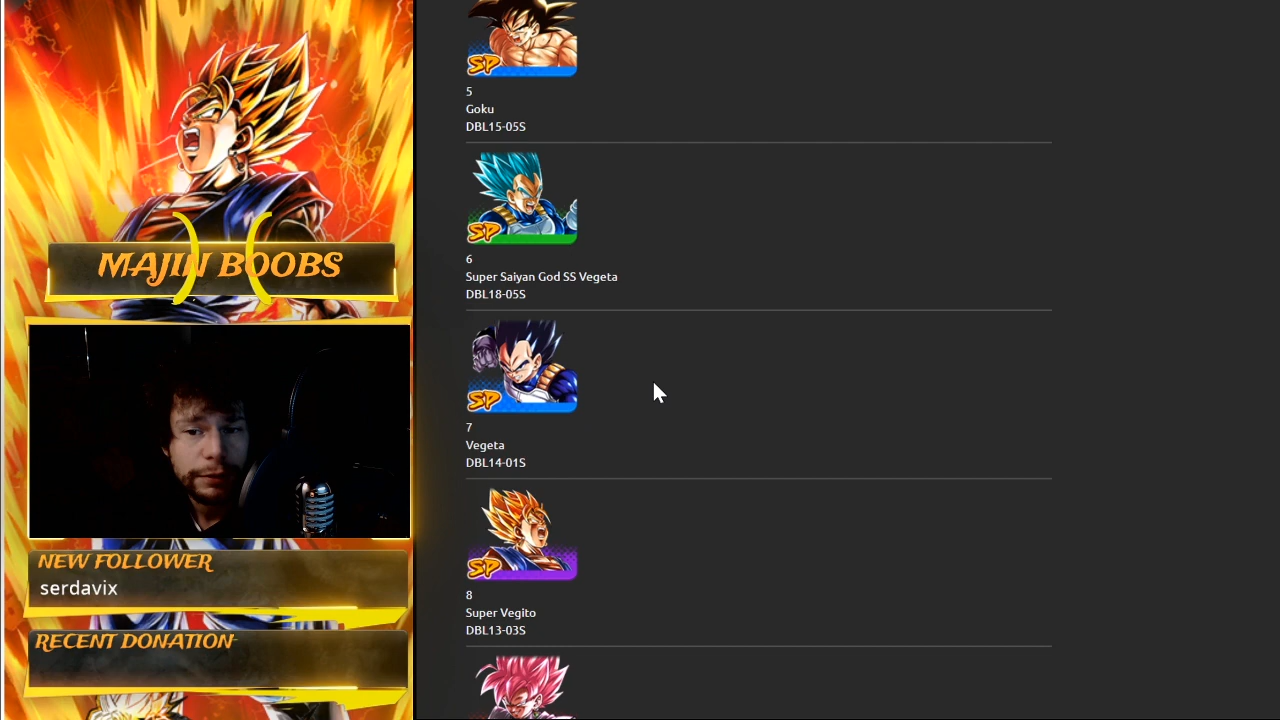 MAJIN BOOBS
NEW FOLLOWER
serdavix
RECENT DONATION
SP
5
Goku
DBL15-05S
SP
6
Super Saiyan God SS Vegeta
DBL18-05S
SP
7
Vegeta
DBL14-01S
SP
8
Super Vegito
DBL13-03S